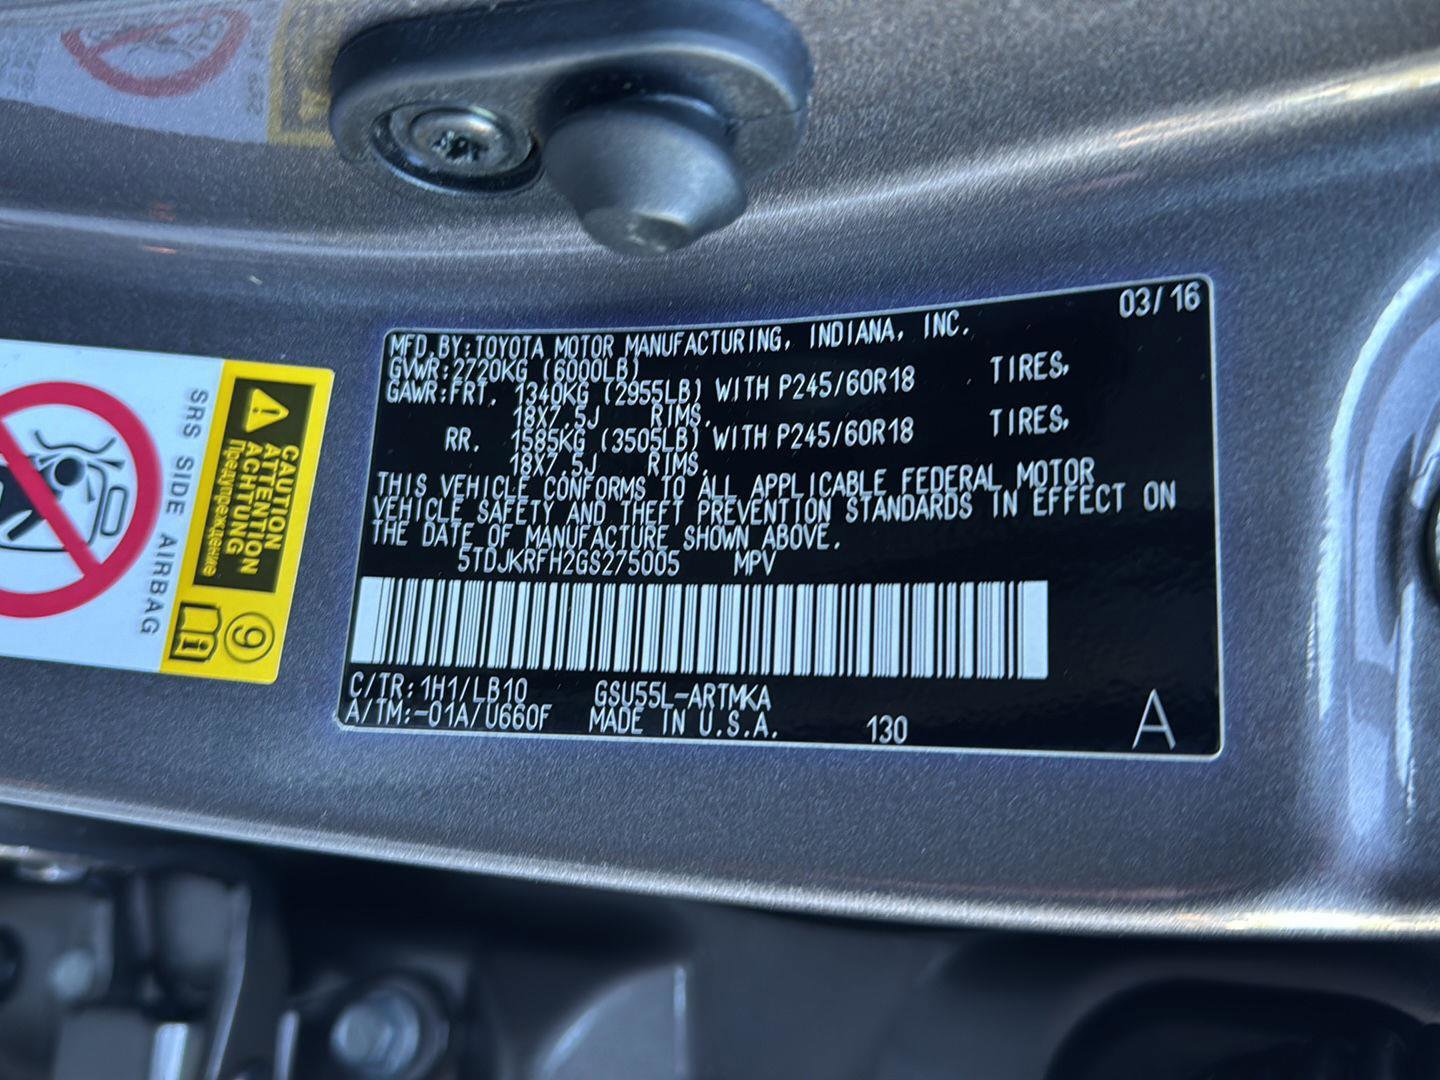 03/16
MFD.BY:TOYOTA MOTOR MANUFACTURING, INDIANA, INC.
GVWR:2720KG (6000LB)
GAWR:FRT. 1340KG (2955LB) WITH P245/60R18 TIRES,
18X7.5J RIMS.
RR. 1585KG (3505LB) WITH P245/60R18 TIRES,
18X7.5J RIMS.
THIS VEHICLE CONFORMS TO ALL APPLICABLE FEDERAL MOTOR
VEHICLE SAFETY AND THEFT PREVENTION STANDARDS IN EFFECT ON
THE DATE OF MANUFACTURE SHOWN ABOVE.
5TDJKRFH2GS275005 MPV
C/TR:1H1/LB10 GSU55L-ARTMKA
A/TM:-01A/U660F MADE IN U.S.A. 130 A
CAUTION
ATTENTION
ACHTUNG
Предупреждение
SRS SIDE AIRBAG
9